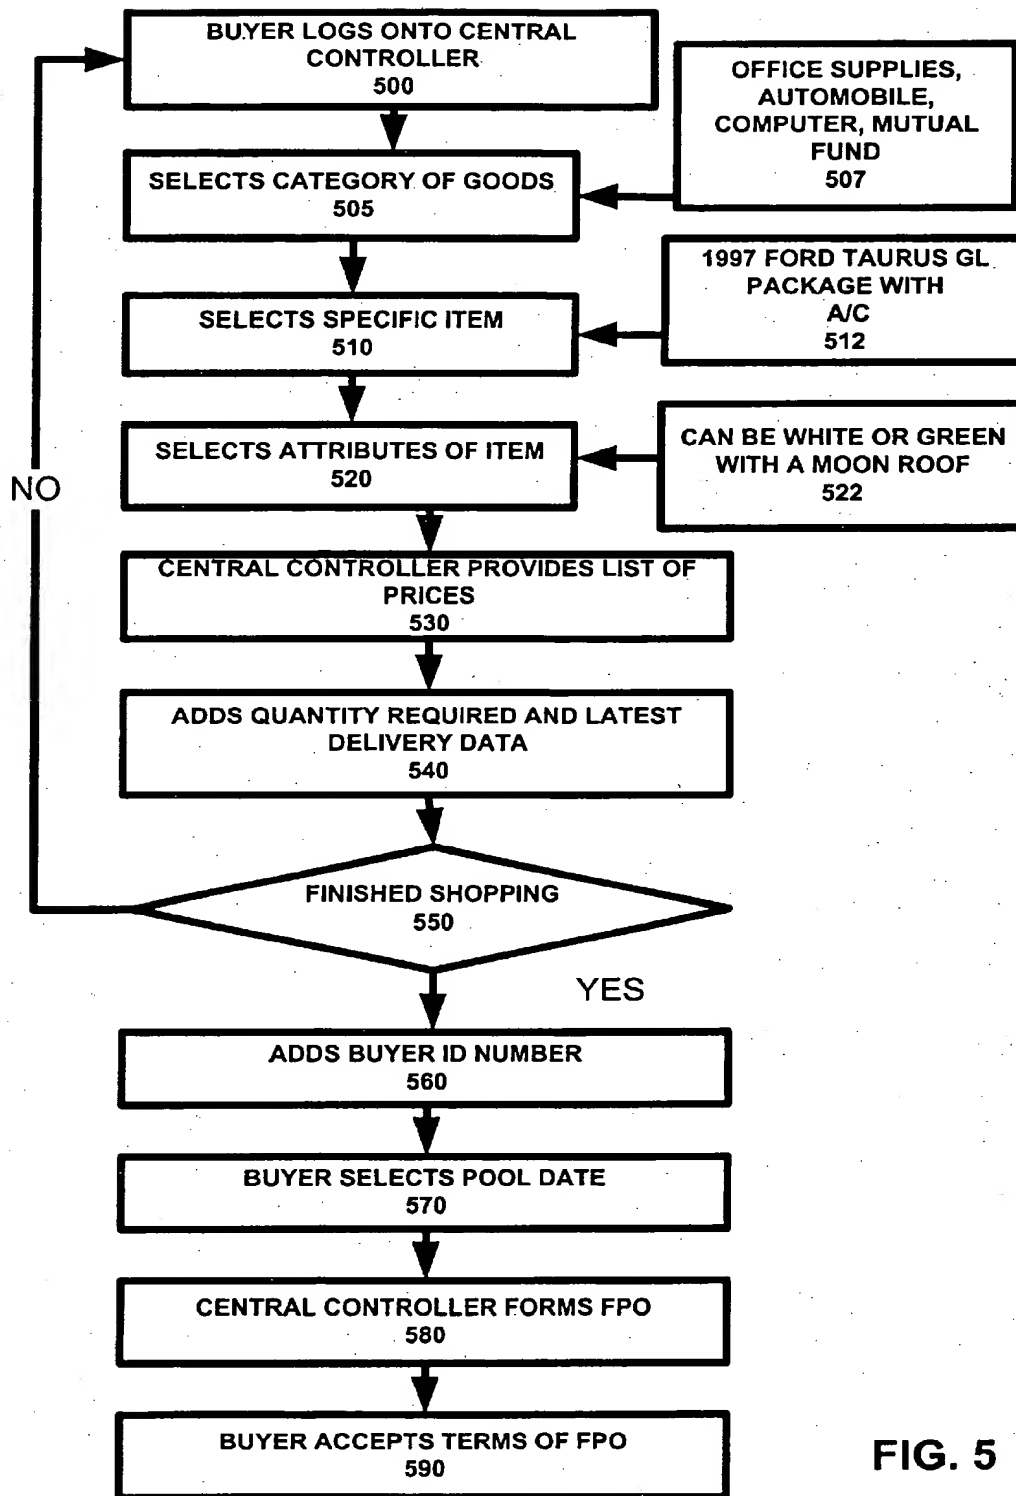 BUYER LOGS ONTO CENTRAL
CONTROLLER
500
OFFICE SUPPLIES,
AUTOMOBILE,
COMPUTER, MUTUAL
FUND
507
SELECTS CATEGORY OF GOODS
505
1997 FORD TAURUS GL
PACKAGE WITH
A/C
512
SELECTS SPECIFIC ITEM
510
SELECTS ATTRIBUTES OF ITEM
520
CAN BE WHITE OR GREEN
WITH A MOON ROOF
522
NO
CENTRAL CONTROLLER PROVIDES LIST OF
PRICES
530
ADDS QUANTITY REQUIRED AND LATEST
DELIVERY DATA
540
FINISHED SHOPPING
550
YES
ADDS BUYER ID NUMBER
560
BUYER SELECTS POOL DATE
570
CENTRAL CONTROLLER FORMS FPO
580
BUYER ACCEPTS TERMS OF FPO
590
FIG. 5